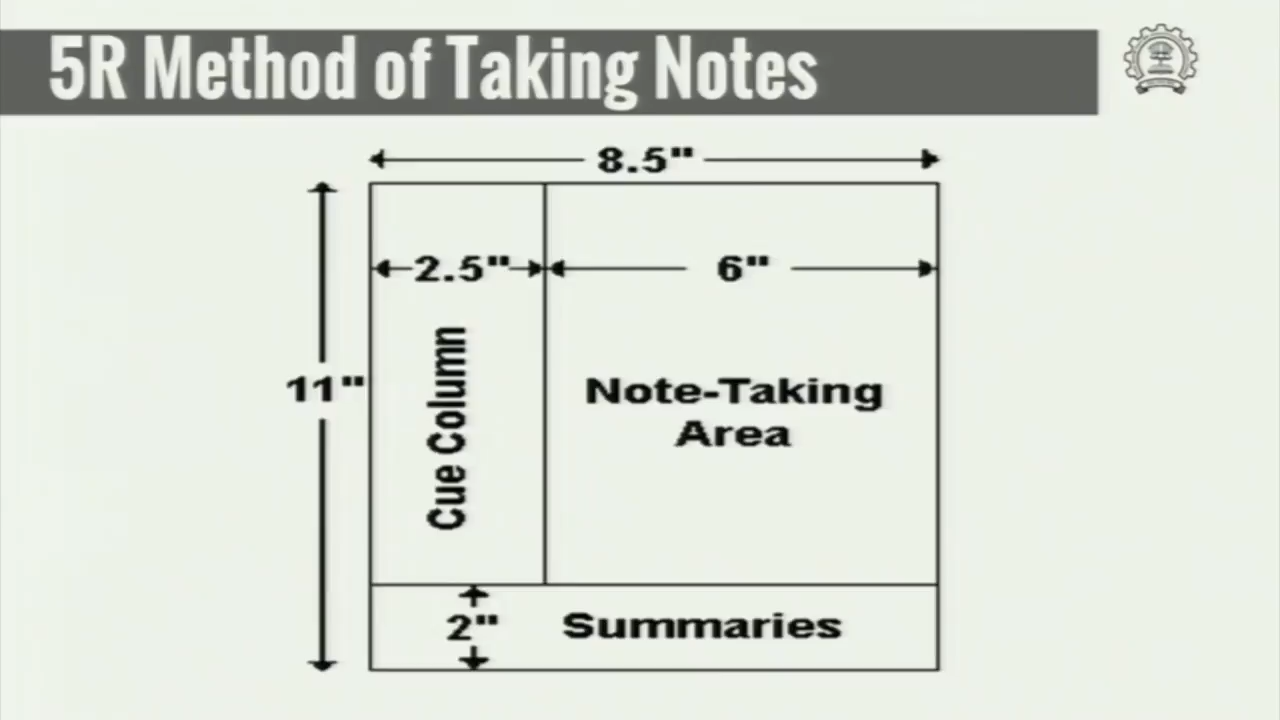 5R Method of Taking Notes
8.5"
2.5"
6"
11"
Cue Column
Note-Taking
Area
2"
Summaries